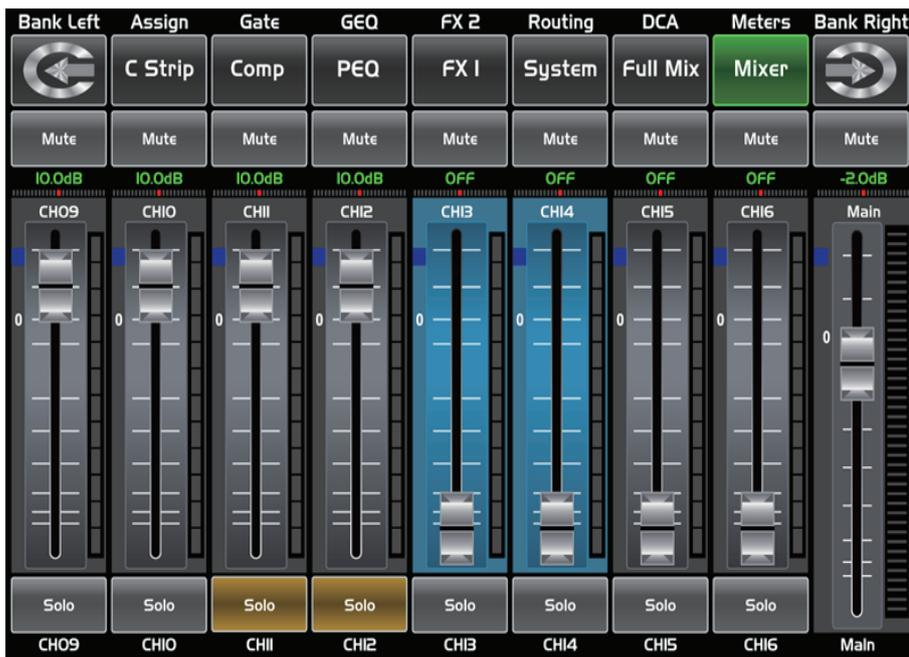 Bank Left Assign Gate GEQ FX 2 Routing DCA Meters Bank Right
C Strip Comp PEQ FX 1 System Full Mix Mixer
Mute Mute Mute Mute Mute Mute Mute Mute Mute
10.0dB 10.0dB 10.0dB 10.0dB OFF OFF OFF OFF -2.0dB
CH09 CH10 CH11 CH12 CH13 CH14 CH15 CH16 Main
0 0 0 0 0 0 0 0 0
Solo Solo Solo Solo Solo Solo Solo Solo
CH09 CH10 CH11 CH12 CH13 CH14 CH15 CH16 Main